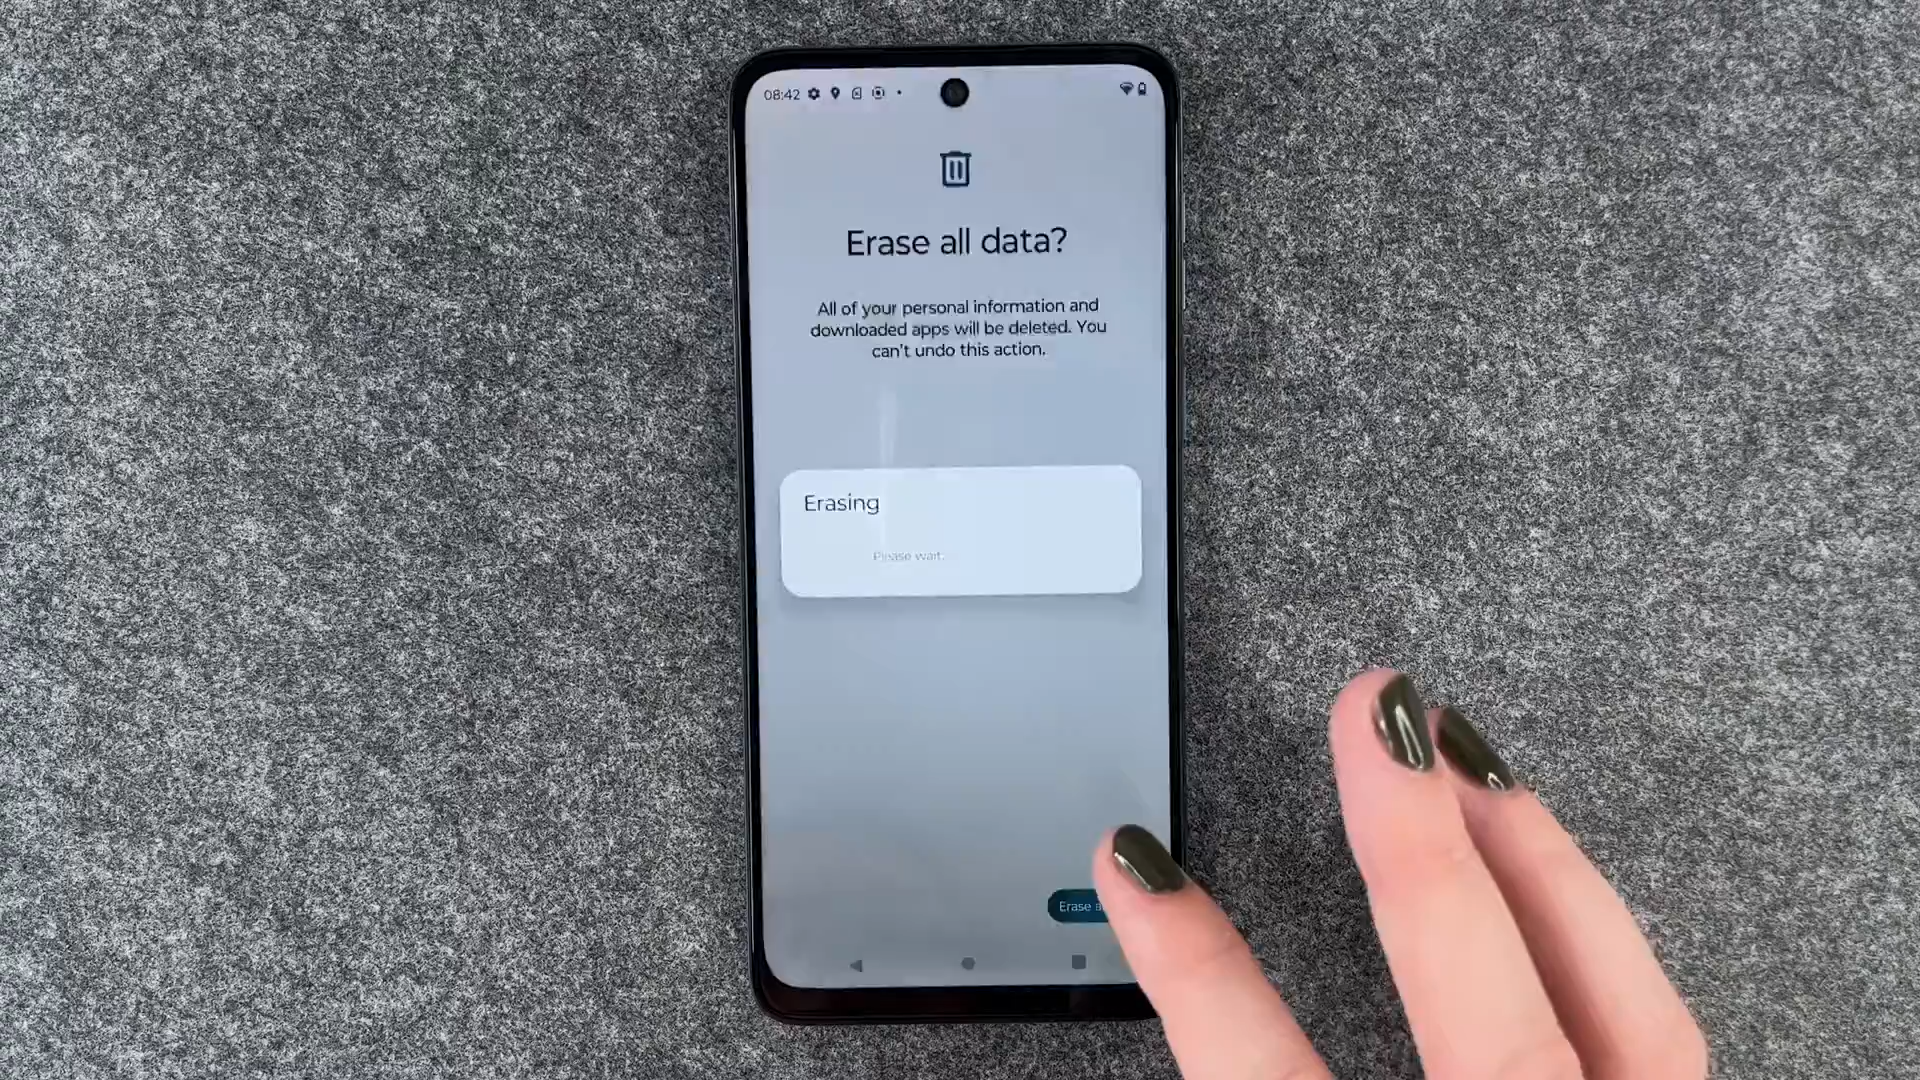 08:42
Erase all data?
All of your personal information and
downloaded apps will be deleted. You
can't undo this action.
Erasing
Please wait.
Erase